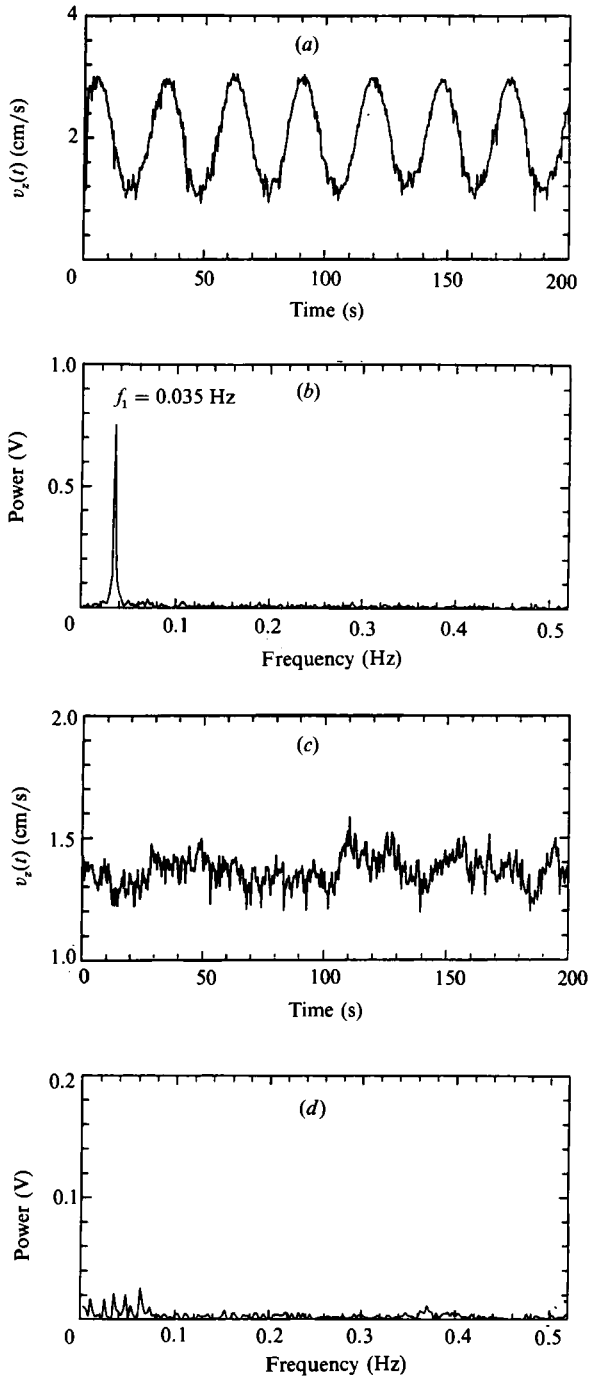 4
(a)
v_z(t) (cm/s)
2
0 50 100 150 200
Time (s)
1.0
f₁ = 0.035 Hz
(b)
Power (V)
0.5
0 0.1 0.2 0.3 0.4 0.5
Frequency (Hz)
2.0
(c)
v_z(t) (cm/s)
1.5
1.0
0 50 100 150 200
Time (s)
0.2
(d)
Power (V)
0.1
0 0.1 0.2 0.3 0.4 0.5
Frequency (Hz)